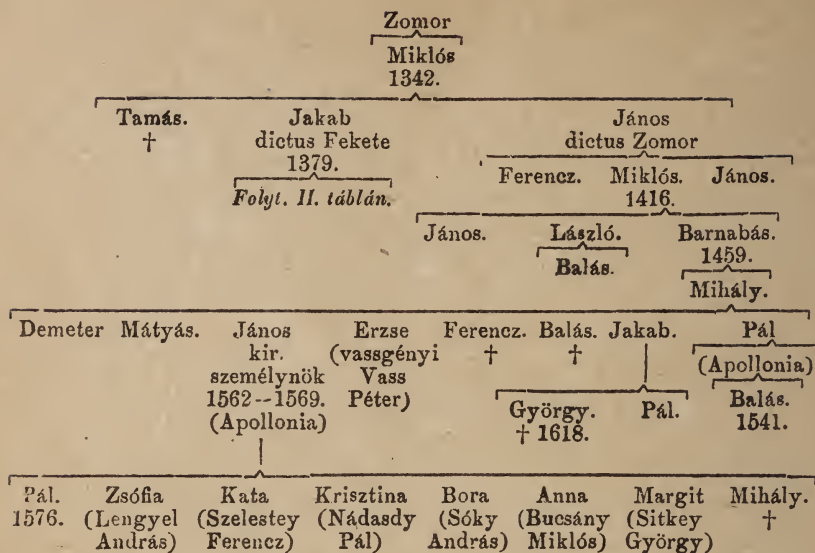 Zomor
Miklós
1342.
Tamás. Jakab János
† dictus Fekete dictus Zomor
1379.
Ferencz. Miklós. János.
Folyt. II. táblán. 1416.
János. László. Barnabás.
Balás. 1459.
Mihály.
Demeter Mátyás. János Erzse Ferencz. Balás. Jakab. Pál
kir. (vassgényi † † (Apollonia)
személynök Vass
1562–1569. Péter) György. Pál. Balás.
(Apollonia) † 1618. 1541.
Pál. Zsófia Kata Krisztina Bora Anna Margit Mihály.
1576. (Lengyel (Szelestey (Nádasdy (Sóky (Bucsány (Sitkey †
András) Ferencz) Pál) András) Miklós) György)